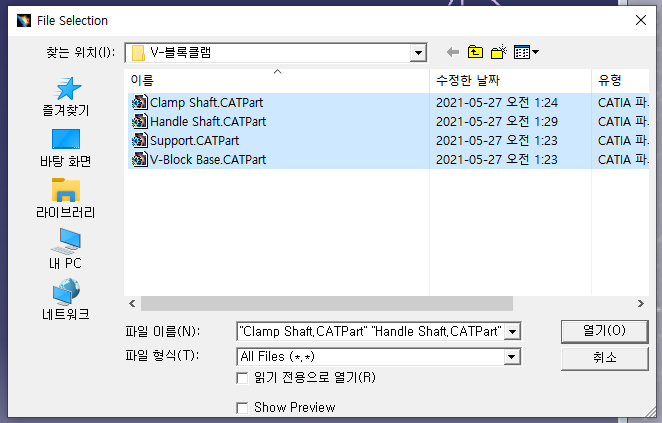 File Selection
찾는 위치(I): V-블록클램
이름 수정한 날짜 유형
Clamp Shaft.CATPart 2021-05-27 오전 1:24 CATIA 파..
Handle Shaft.CATPart 2021-05-27 오전 1:29 CATIA 파..
Support.CATPart 2021-05-27 오전 1:23 CATIA 파..
V-Block Base.CATPart 2021-05-27 오전 1:23 CATIA 파..
즐겨찾기
바탕 화면
라이브러리
내 PC
네트워크
파일 이름(N): "Clamp Shaft.CATPart" "Handle Shaft.CATPart" 열기(O)
파일 형식(T): All Files (*.*) 취소
읽기 전용으로 열기(R)
Show Preview